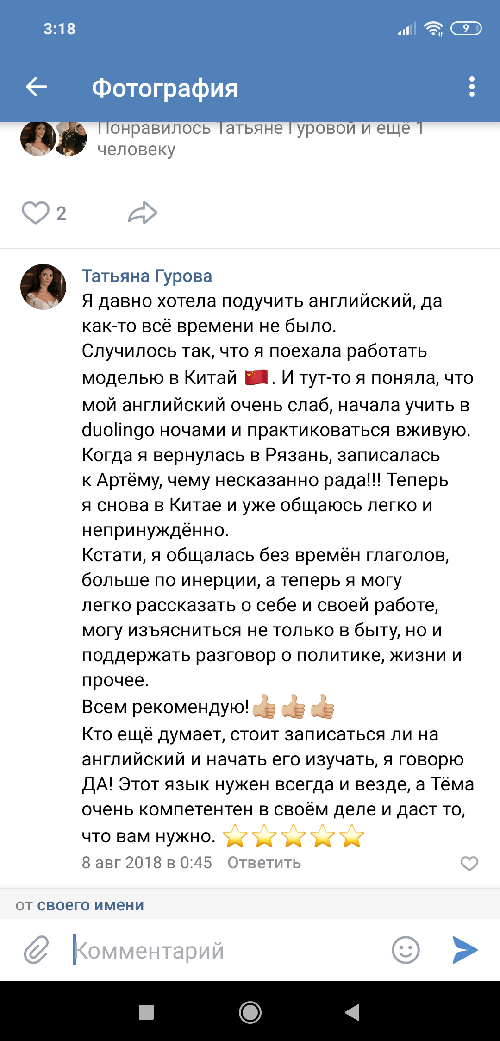 3:18
9
Фотография
Понравилось Татьяне Гуровой и ещё 1
человеку
2
Татьяна Гурова
Я давно хотела подучить английский, да
как-то всё времени не было.
Случилось так, что я поехала работать
моделью в Китай 🇨🇳. И тут-то я поняла, что
мой английский очень слаб, начала учить в
duolingo ночами и практиковаться вживую.
Когда я вернулась в Рязань, записалась
к Артёму, чему несказанно рада!!! Теперь
я снова в Китае и уже общаюсь легко и
непринуждённо.
Кстати, я общалась без времён глаголов,
больше по инерции, а теперь я могу
легко рассказать о себе и своей работе,
могу изъясниться не только в быту, но и
поддержать разговор о политике, жизни и
прочее.
Всем рекомендую!👍🏼👍🏼👍🏼
Кто ещё думает, стоит записаться ли на
английский и начать его изучать, я говорю
ДА! Этот язык нужен всегда и везде, а Тёма
очень компетентен в своём деле и даст то,
что вам нужно. ⭐⭐⭐⭐⭐
8 авг 2018 в 0:45 Ответить
от своего имени
Комментарий